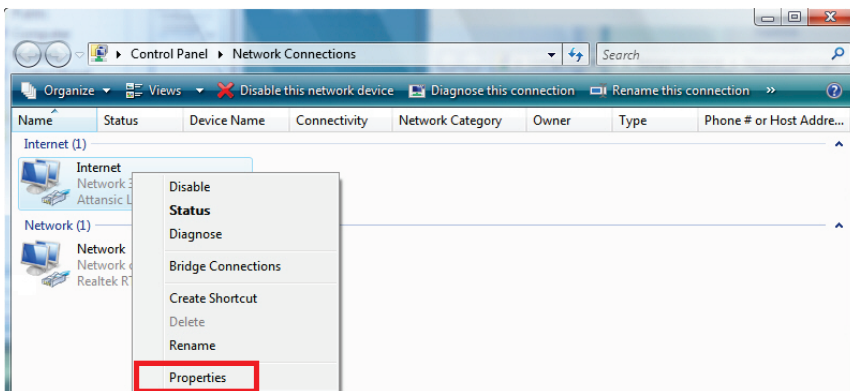 Control Panel Network Connections Search
Organize Views Disable this network device Diagnose this connection Rename this connection »
Name Status Device Name Connectivity Network Category Owner Type Phone # or Host Addre...
Internet (1)
Internet
Network 3
Attansic L
Network (1)
Network
Network
Realtek RT
Disable
Status
Diagnose
Bridge Connections
Create Shortcut
Delete
Rename
Properties